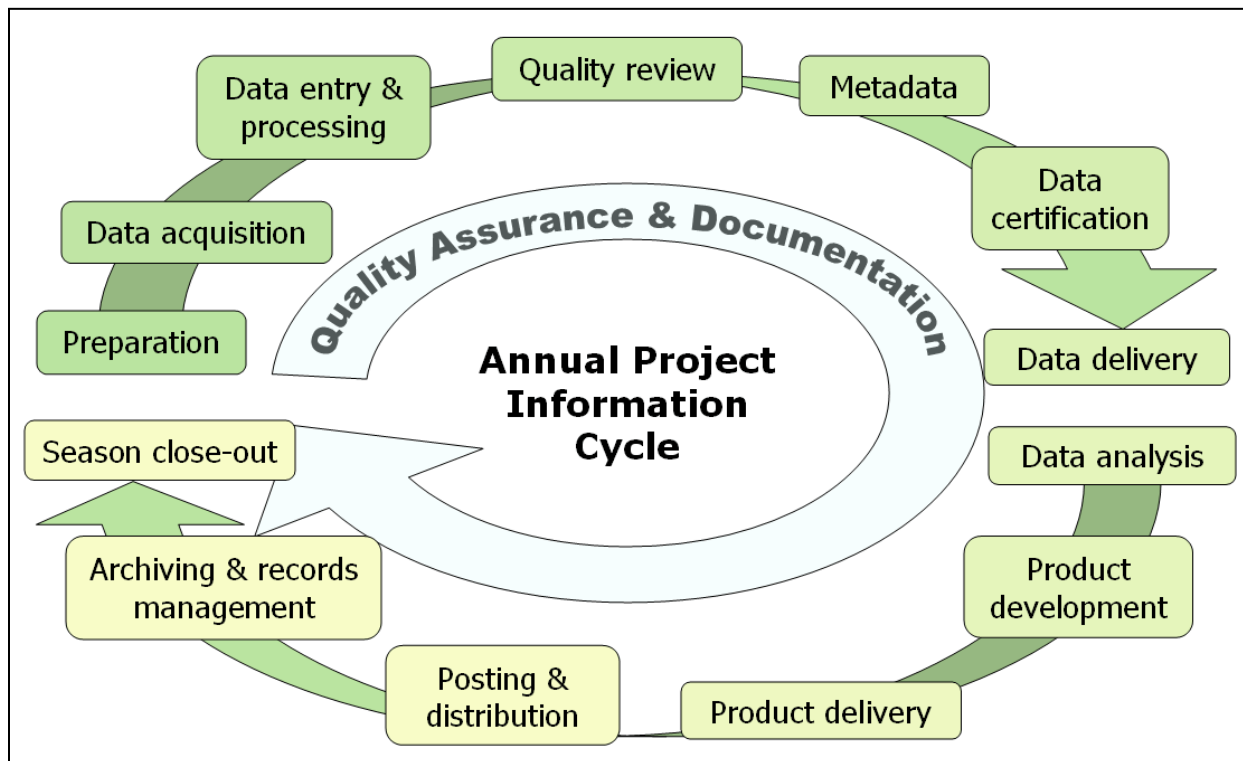 Quality review
Metadata
Data entry &
processing
Data
certification
Data acquisition
Quality Assurance & Documentation
Preparation
Annual Project
Information
Cycle
Data delivery
Season close-out
Data analysis
Archiving & records
management
Product
development
Posting &
distribution
Product delivery